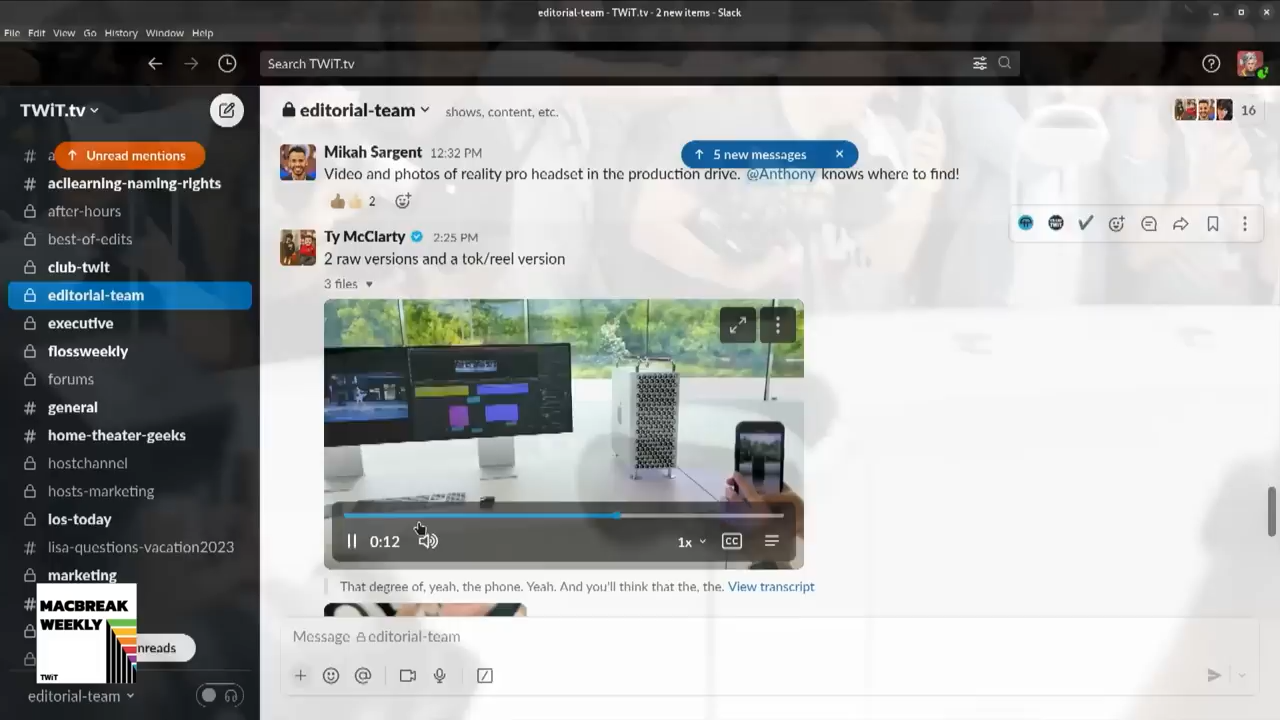 editorial-team - TWiT.tv - 2 new items - Slack
File Edit View Go History Window Help
Search TWiT.tv
TWiT.tv
editorial-team
shows, content, etc.
16
Unread mentions
5 new messages
acllearning-naming-rights
after-hours
best-of-edits
club-twit
editorial-team
executive
flossweekly
forums
general
home-theater-geeks
hostchannel
hosts-marketing
ios-today
lisa-questions-vacation2023
marketing
MACBREAK
WEEKLY
TWiT
nreads
editorial-team
Mikah Sargent 12:32 PM
Video and photos of reality pro headset in the production drive. @Anthony knows where to find!
2
Ty McClarty 2:25 PM
2 raw versions and a tok/reel version
3 files
0:12
1x
CC
That degree of, yeah, the phone. Yeah. And you'll think that the, the. View transcript
Message editorial-team